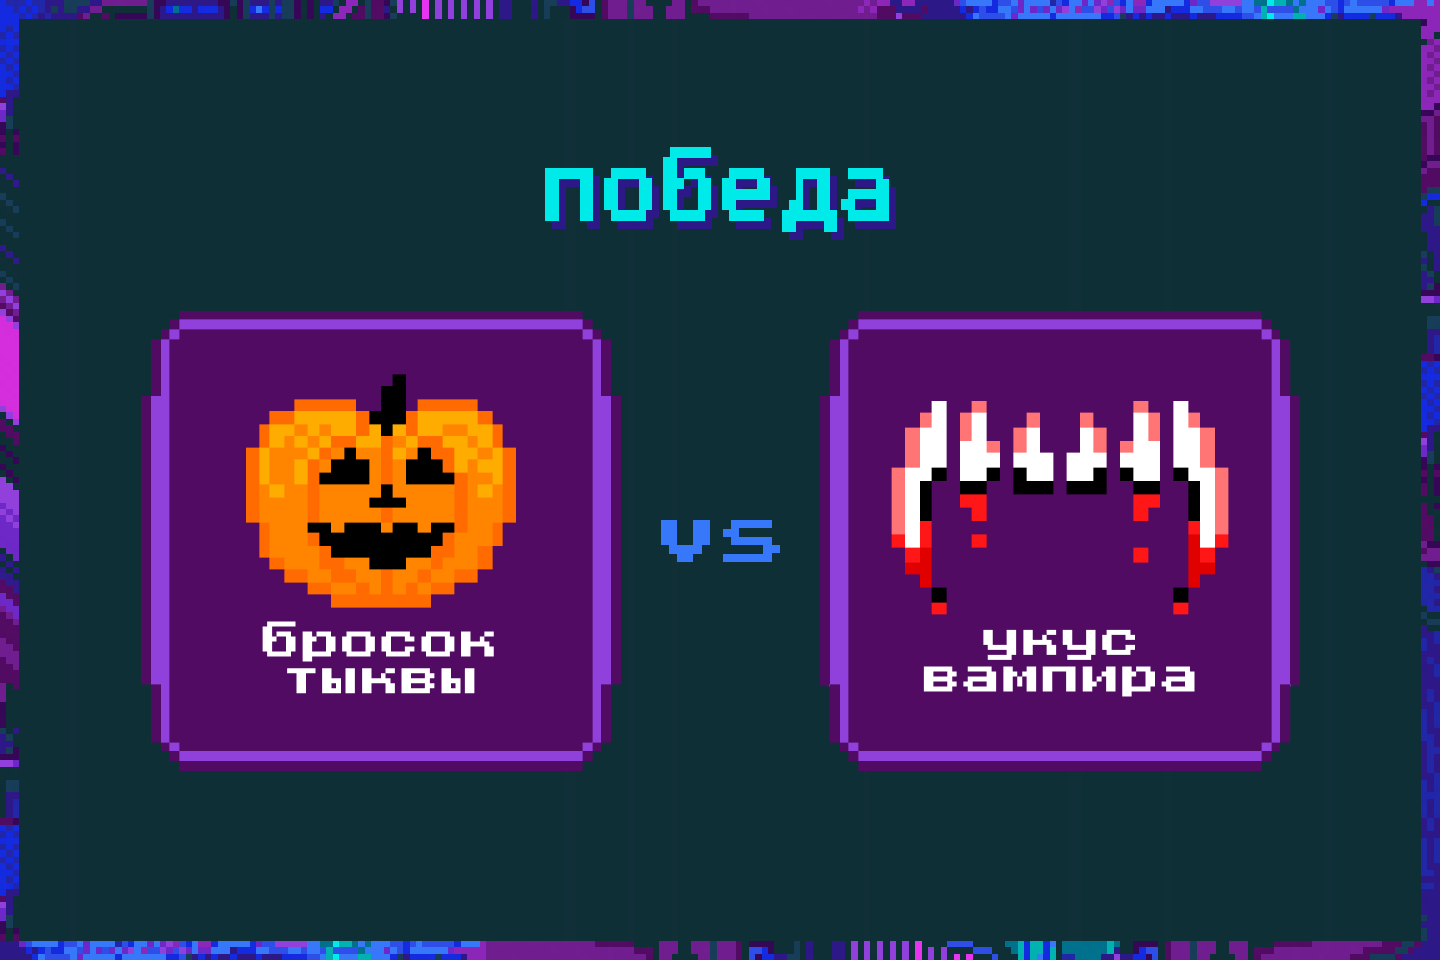 победа
бросок
тыквы
vs
укус
вампира